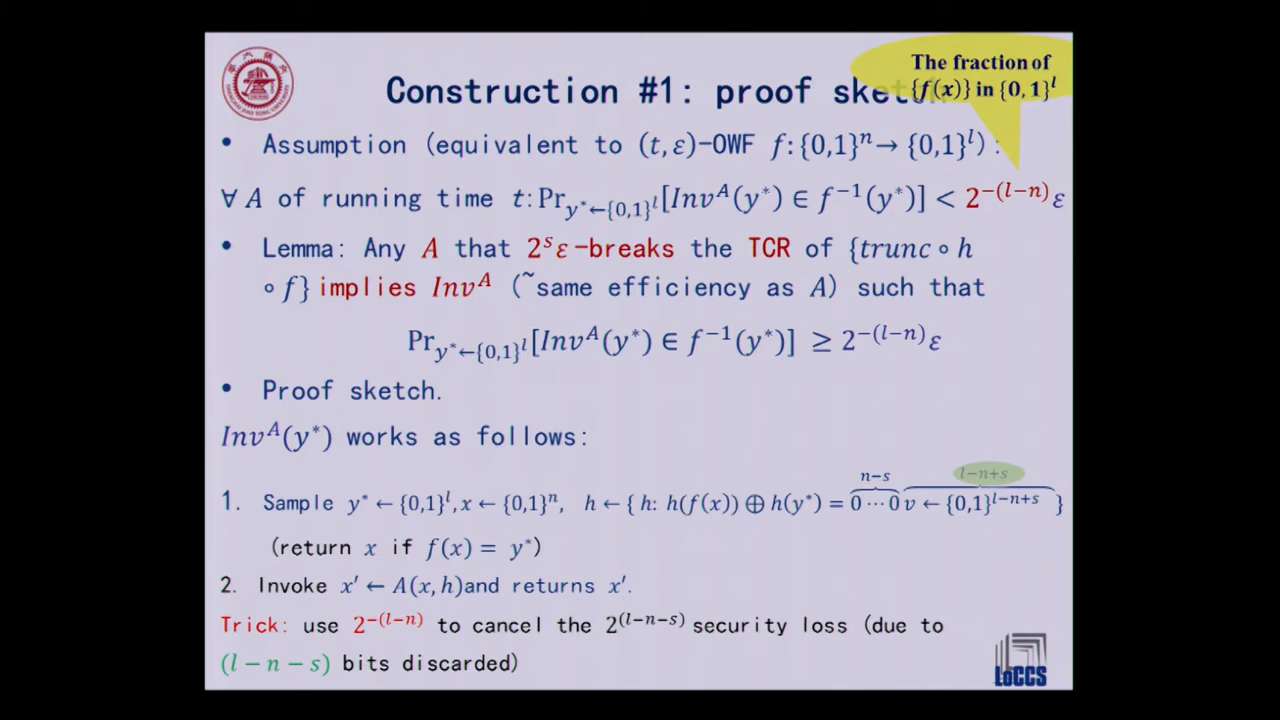 The fraction of
{f(x)} in {0, 1}^l
Construction #1: proof sketch
• Assumption (equivalent to (t, ε)-OWF f: {0,1}^n → {0,1}^l) :
∀ A of running time t: Pr_{y*←{0,1}^l}[Inv^A(y*) ∈ f^{−1}(y*)] < 2^{−(l−n)}ε
• Lemma: Any A that 2^s ε-breaks the TCR of {trunc ∘ h
∘ f} implies Inv^A (~same efficiency as A) such that
Pr_{y*←{0,1}^l}[Inv^A(y*) ∈ f^{−1}(y*)] ≥ 2^{−(l−n)}ε
• Proof sketch.
Inv^A(y*) works as follows:
n−s l−n+s
1. Sample y* ← {0,1}^l, x ← {0,1}^n, h ← { h: h(f(x)) ⊕ h(y*) = 0⋯0 v ← {0,1}^{l−n+s} }
(return x if f(x) = y*)
2. Invoke x′ ← A(x, h)and returns x′.
Trick: use 2^{−(l−n)} to cancel the 2^{(l−n−s)} security loss (due to
(l − n − s) bits discarded)
LoCCS